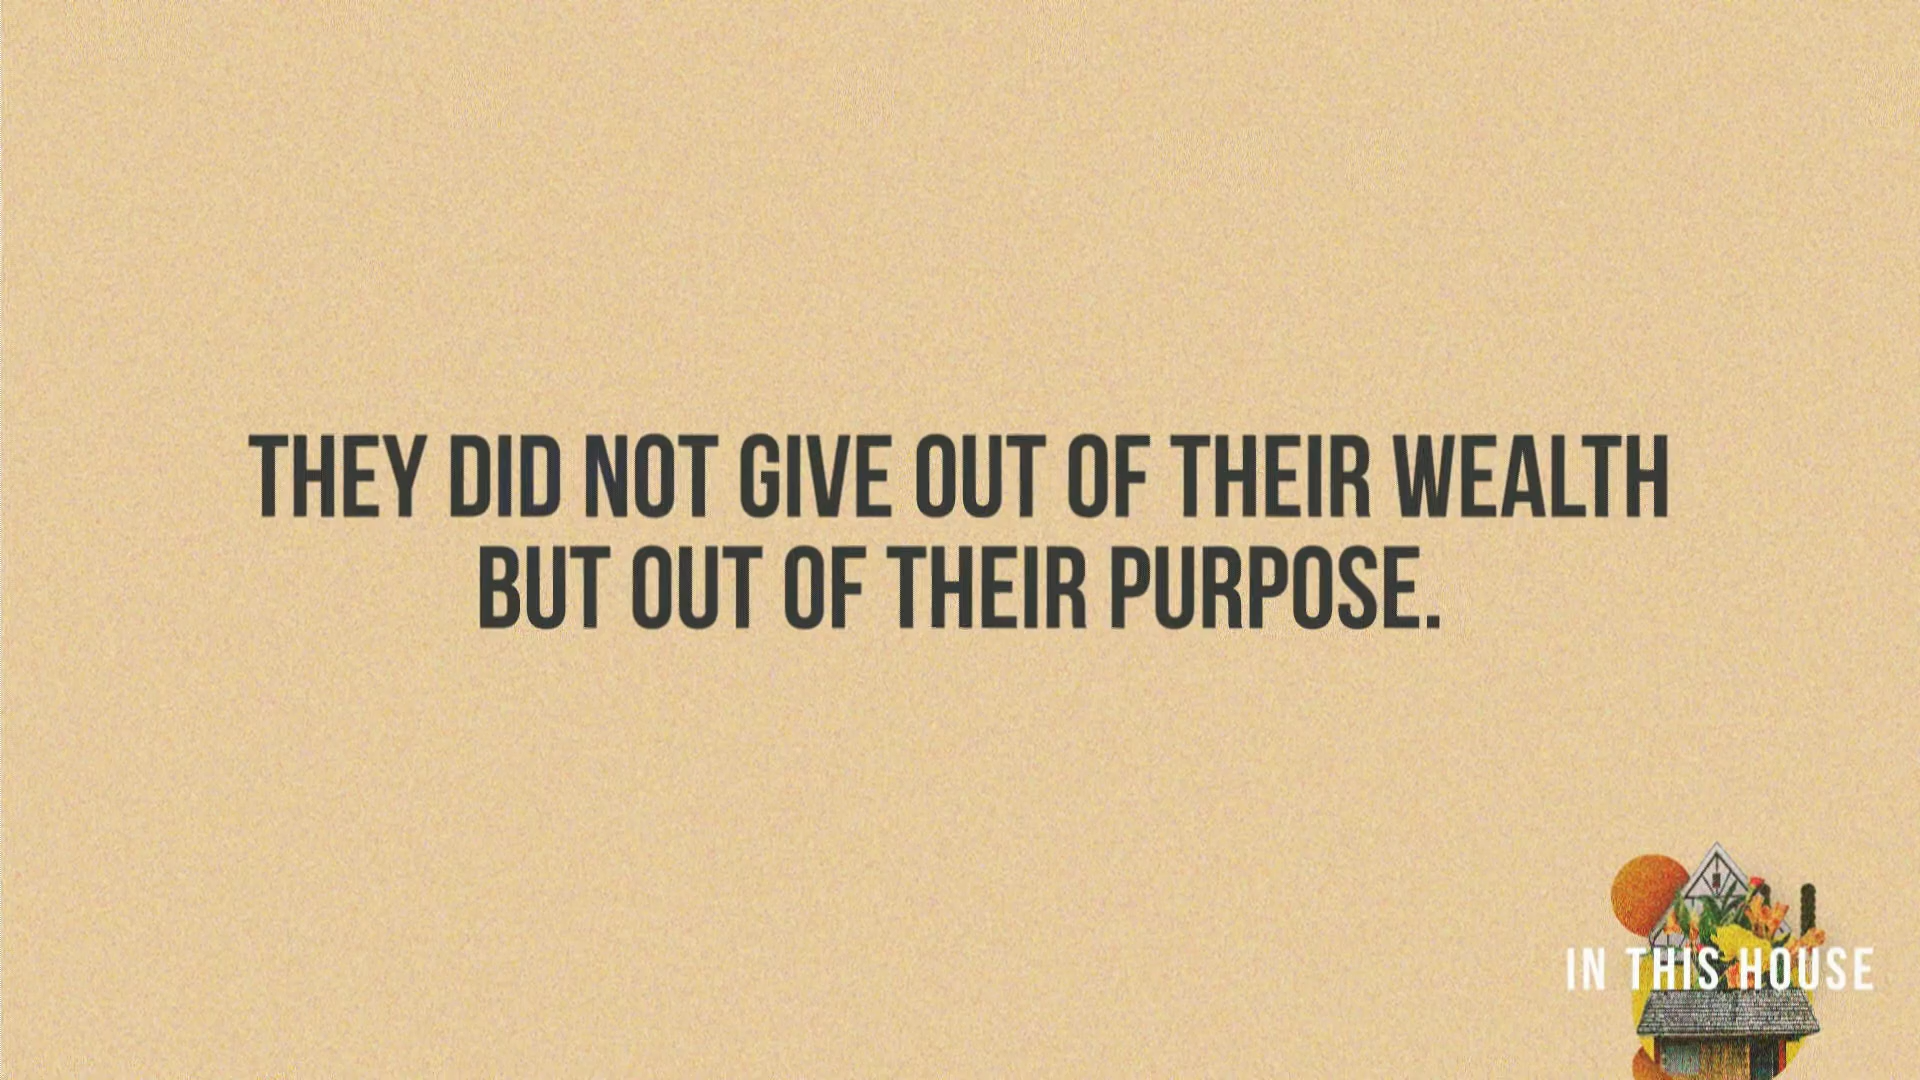 THEY DID NOT GIVE OUT OF THEIR WEALTH
BUT OUT OF THEIR PURPOSE.
IN THIS HOUSE